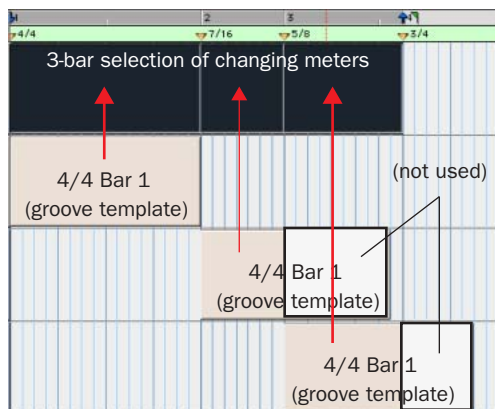 2 3
4/4 7/16 5/8 3/4
3-bar selection of changing meters
4/4 Bar 1
(groove template)
(not used)
4/4 Bar 1
(groove template)
4/4 Bar 1
(groove template)